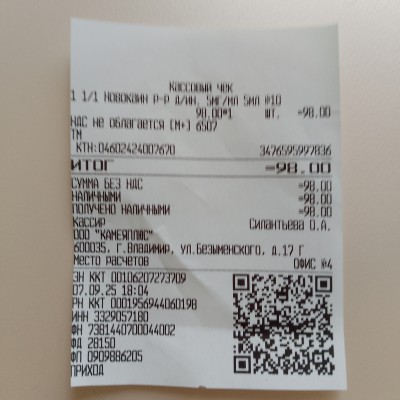 КАССОВЫЙ ЧЕК
1 1/1 НОВОКАИН Р-Р Д/ИН. 5МГ/МЛ 5МЛ #10
98.00*1 ШТ. =98.00
НДС не облагается [М+] 6507
ТМ
КТН:04602424007670 3476595997836
ИТОГ =98.00
СУММА БЕЗ НДС =98.00
НАЛИЧНЫМИ =98.00
ПОЛУЧЕНО НАЛИЧНЫМИ =98.00
Кассир Силантьева О.А.
ООО "КАМЕЯПЛЮС"
600035, г.Владимир, ул.Безыменского, д.17 Г
Место расчетов ОФИС №4
ЗН ККТ 00106207273709
07.09.25 18:04
РН ККТ 0001956944060198
ИНН 3329057180
ФН 7381440700044002
ФД 28150
ФП 0909886205
ПРИХОД